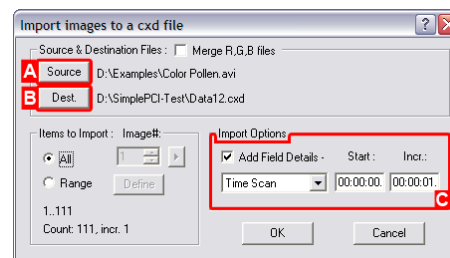 Import images to a cxd file
Source & Destination Files : Merge R,G,B files
A Source D:\Examples\Color Pollen.avi
B Dest. D:\SimplePCI-Test\Data12.cxd
Items to Import : Image#:
All 1
Range Define
1..111
Count: 111, incr. 1
Import Options
Add Field Details - Start : Incr.:
Time Scan 00:00:00. 00:00:01.
C
OK Cancel